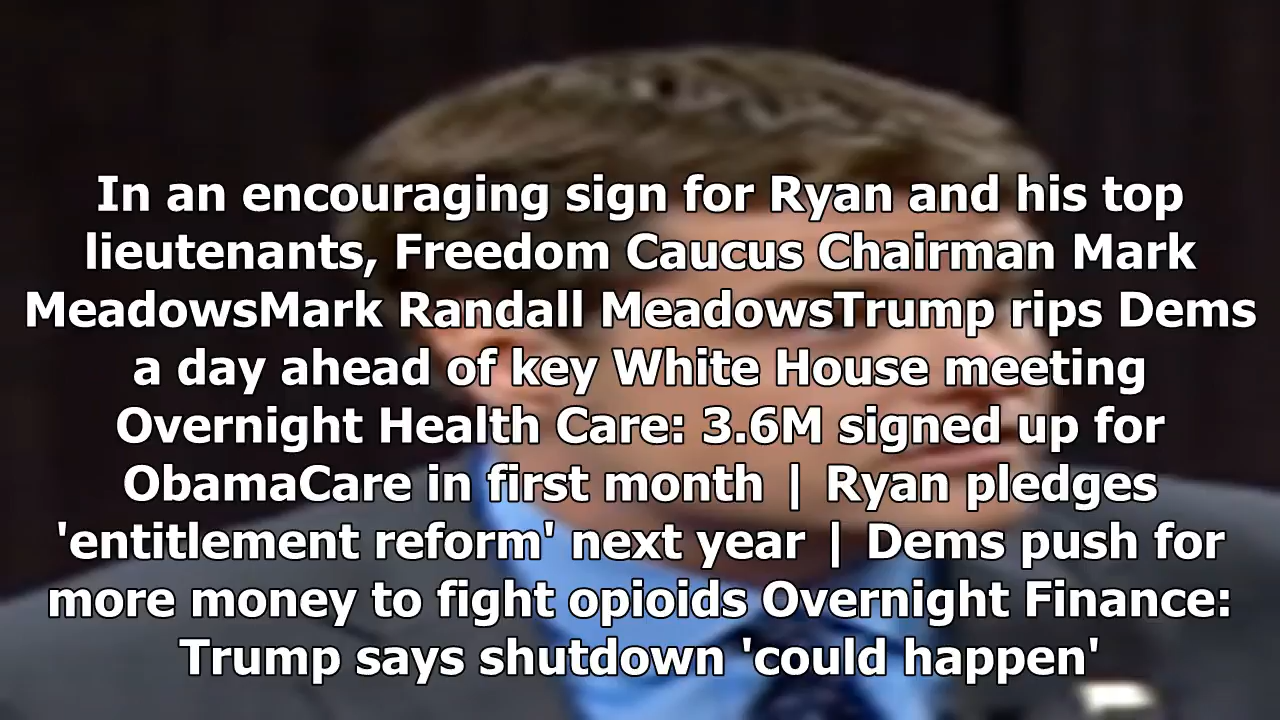 In an encouraging sign for Ryan and his top
lieutenants, Freedom Caucus Chairman Mark
MeadowsMark Randall MeadowsTrump rips Dems
a day ahead of key White House meeting
Overnight Health Care: 3.6M signed up for
ObamaCare in first month | Ryan pledges
'entitlement reform' next year | Dems push for
more money to fight opioids Overnight Finance:
Trump says shutdown 'could happen'